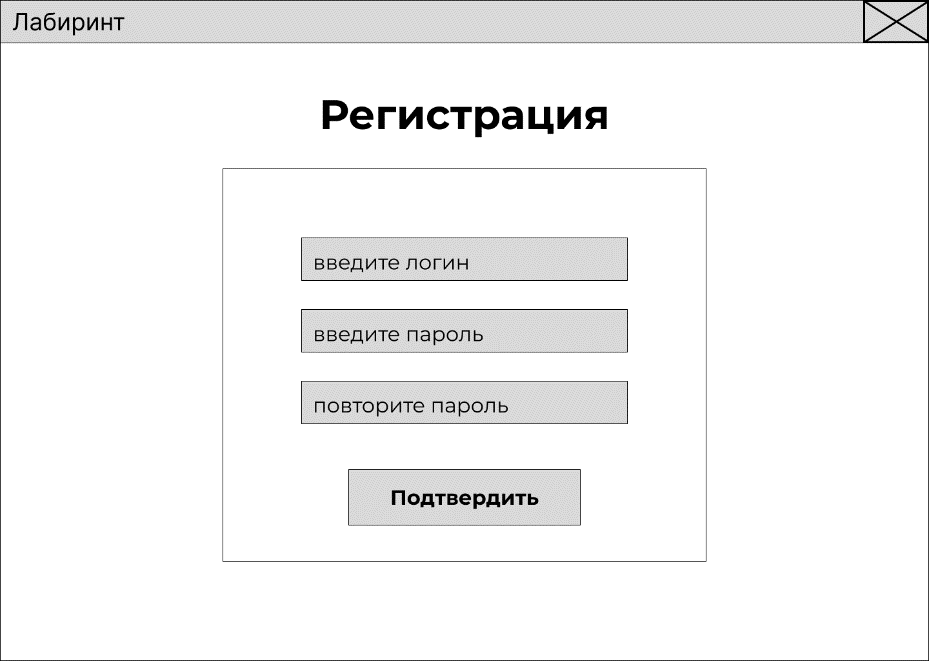 Лабиринт
Регистрация
введите логин
введите пароль
повторите пароль
Подтвердить